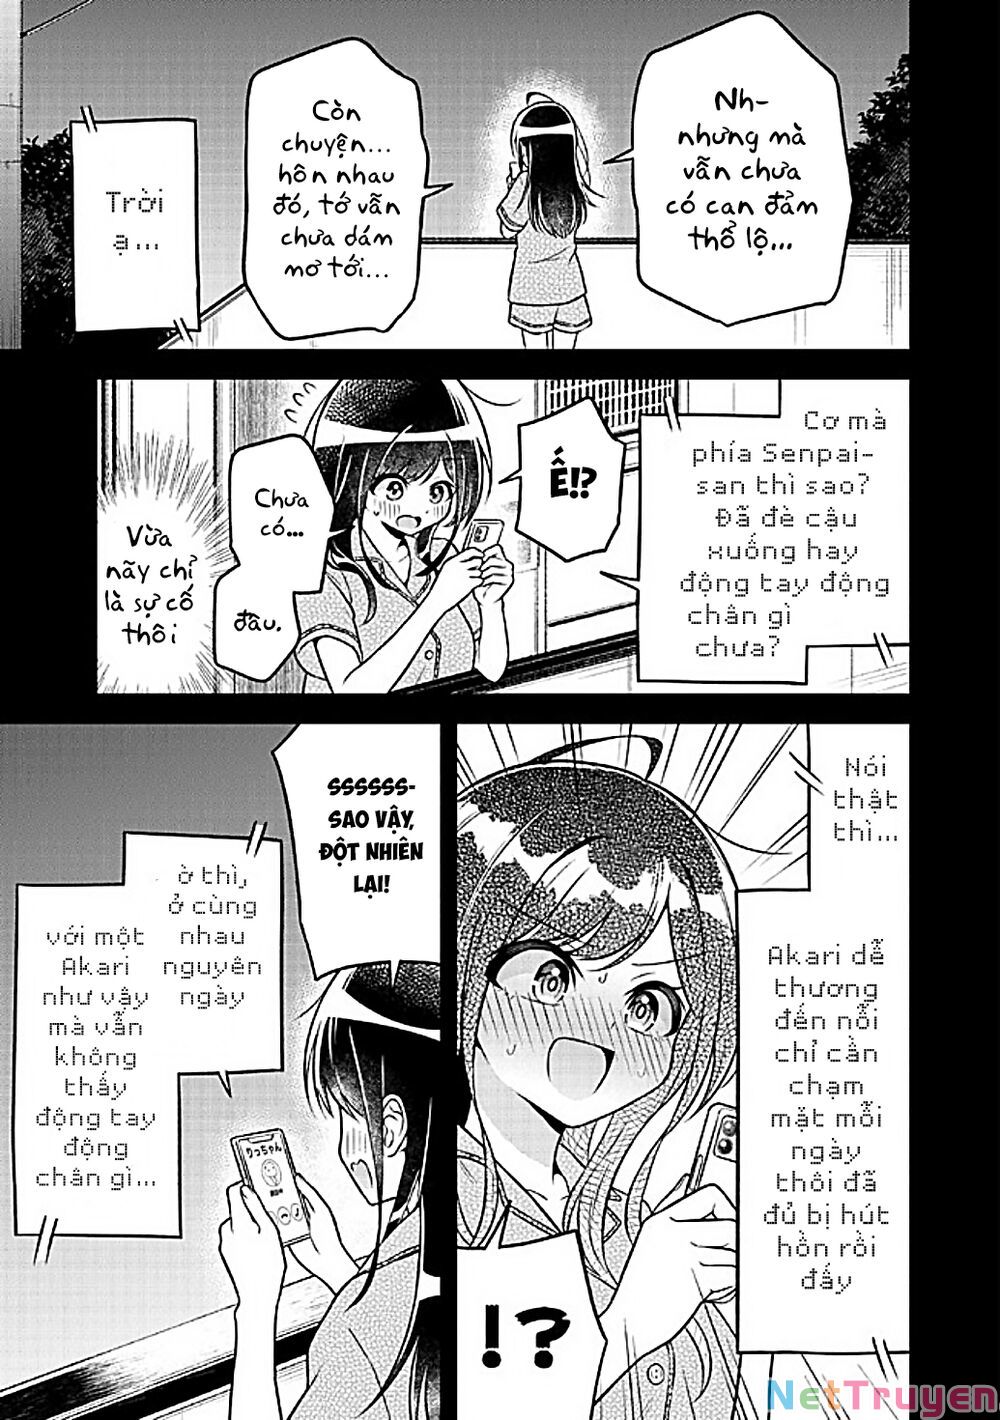 Nh-
nhưng mà
vẫn chưa
có can đảm
thổ lộ...
Còn
chuyện...
hôn nhau
đó, tớ vẫn
chưa dám
mơ tới...
Trời
ạ...
Cơ mà
phía Senpai-
san thì sao?
Đã đè cậu
xuống hay
động tay động
chân gì
chưa?
Ế!?
Chưa
có...
đâu.
Vừa
nãy chỉ
là sự cố
thôi
Nói
thật
thì...
Akari dễ
thương
đến nỗi
chỉ cần
chạm
mặt mỗi
ngày
thôi đã
đủ bị hút
hồn rồi
đấy
!?
SSSSSS-
SAO VẬY,
ĐỘT NHIÊN
LẠI!
ờ thì,
ở cùng
nhau
nguyên
ngày
với một
Akari
như vậy
mà vẫn
không
thấy
động tay
động
chân gì...
りっちゃん
NetTruyen